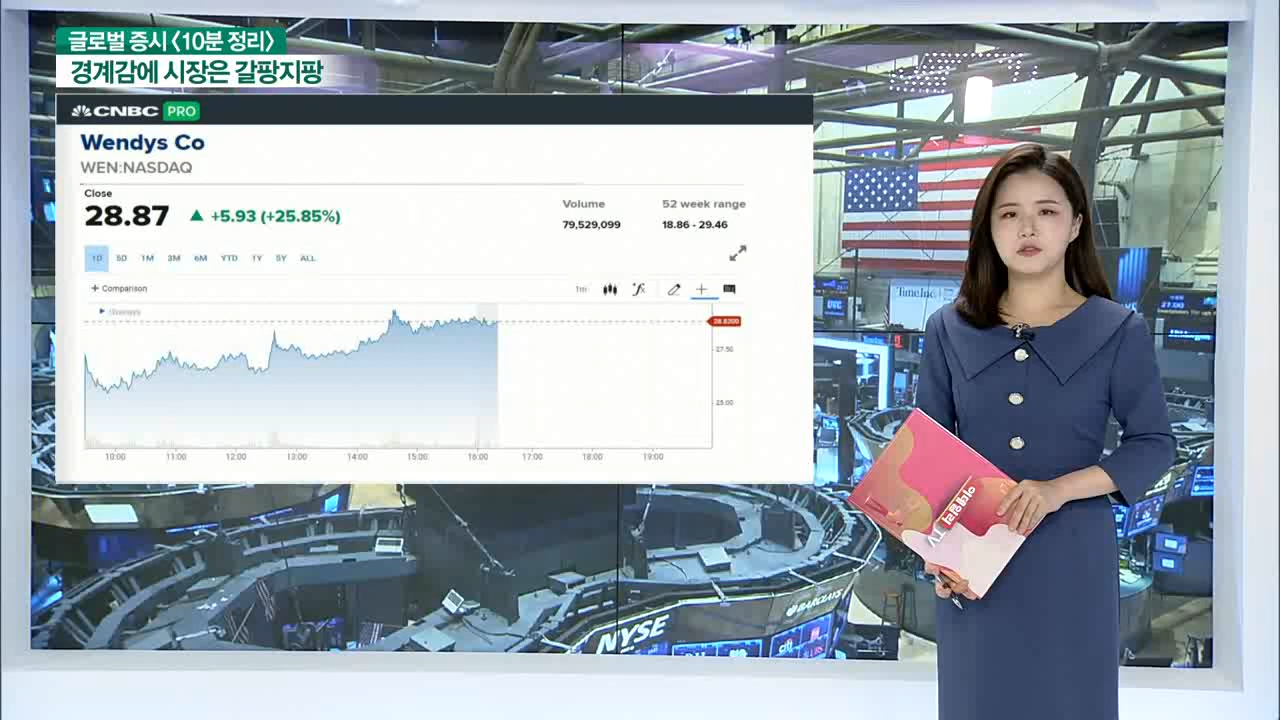 글로벌 증시 <10분 정리>
경계감에 시장은 갈팡지팡
CNBC PRO
Wendys Co
WEN:NASDAQ
Close
28.87 ▲ +5.93 (+25.85%)
Volume
79,529,099
52 week range
18.86 - 29.46
1D 5D 1M 3M 6M YTD 1Y 5Y ALL
+ Comparison
1m
28.8200
27.50
25.00
10:00 11:00 12:00 13:00 14:00 15:00 16:00 17:00 18:00 19:00
Time Inc.
NYSE
BARCLAYS
citi
TV